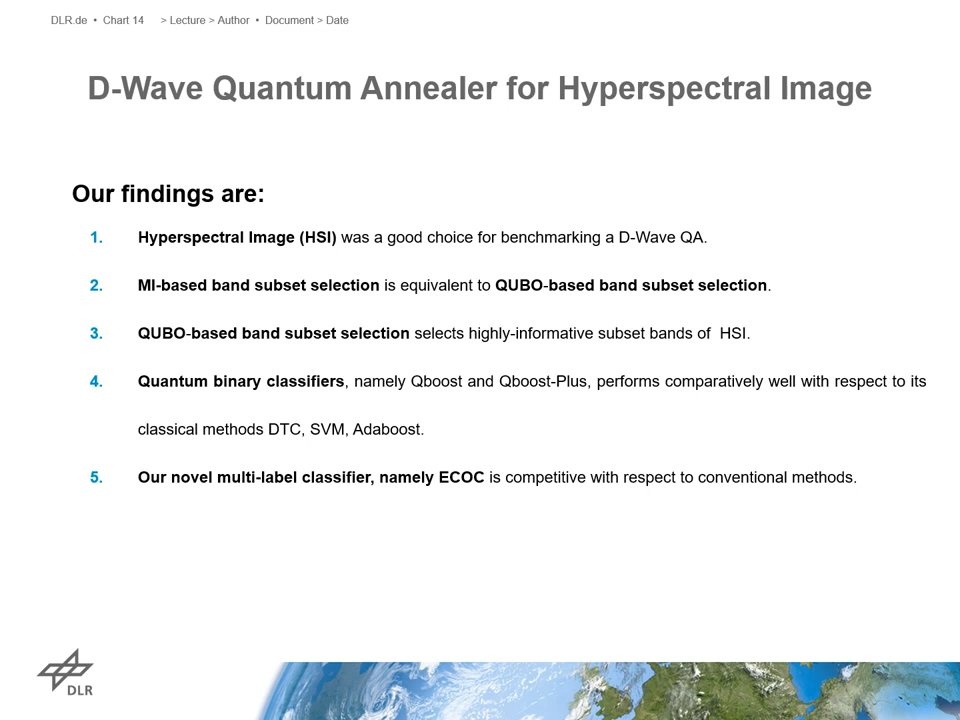 DLR.de • Chart 14 > Lecture > Author • Document > Date
D-Wave Quantum Annealer for Hyperspectral Image
Our findings are:
1. Hyperspectral Image (HSI) was a good choice for benchmarking a D-Wave QA.
2. MI-based band subset selection is equivalent to QUBO-based band subset selection.
3. QUBO-based band subset selection selects highly-informative subset bands of HSI.
4. Quantum binary classifiers, namely Qboost and Qboost-Plus, performs comparatively well with respect to its
classical methods DTC, SVM, Adaboost.
5. Our novel multi-label classifier, namely ECOC is competitive with respect to conventional methods.
DLR